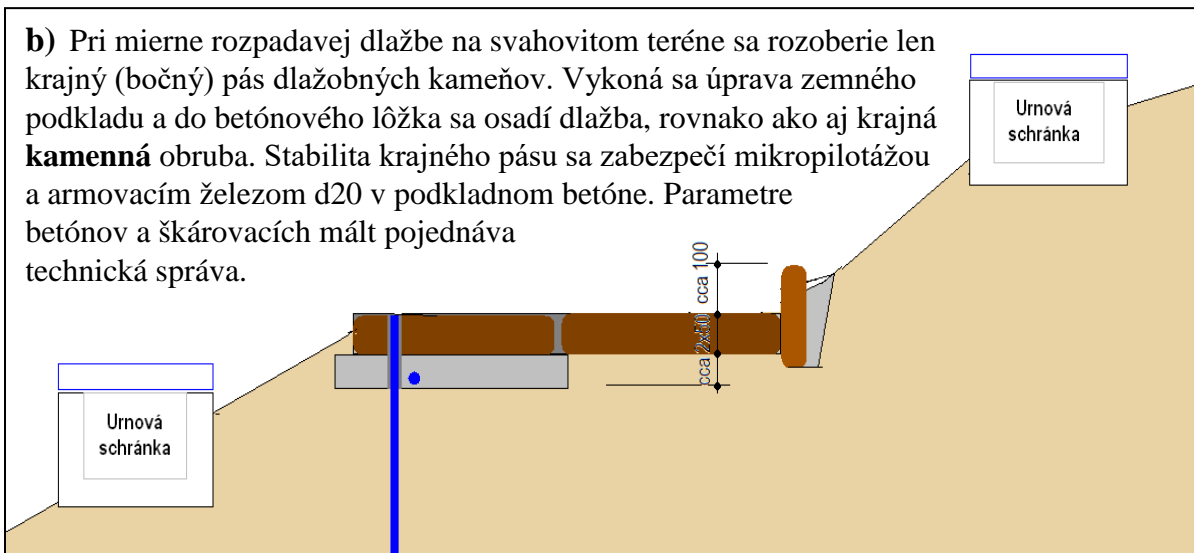 b) Pri mierne rozpadavej dlažbe na svahovitom teréne sa rozoberie len
krajný (bočný) pás dlažobných kameňov. Vykoná sa úprava zemného
podkladu a do betónového lôžka sa osadí dlažba, rovnako ako aj krajná
kamenná obruba. Stabilita krajného pásu sa zabezpečí mikropilotážou
a armovacím železom d20 v podkladnom betóne. Parametre
betónov a škárovacích mált pojednáva
technická správa.
Urnová
schránka
cca 100
cca 2x50
Urnová
schránka